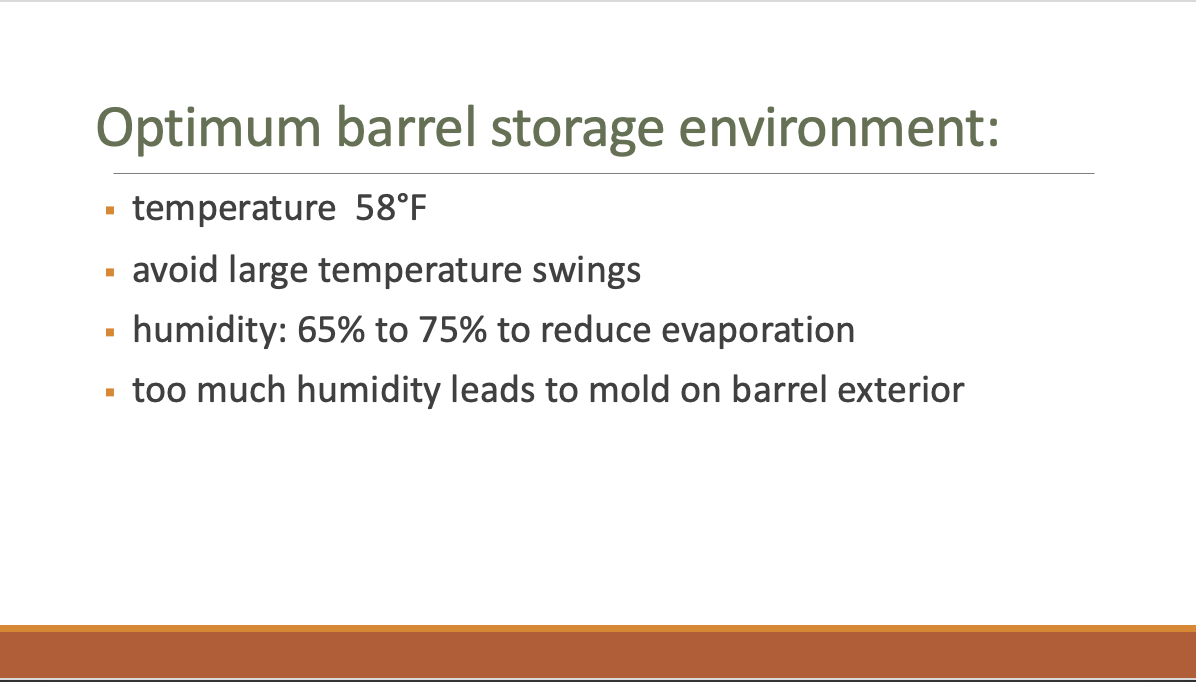 Optimum barrel storage environment:
▪ temperature  58°F
▪ avoid large temperature swings
▪ humidity: 65% to 75% to reduce evaporation
▪ too much humidity leads to mold on barrel exterior